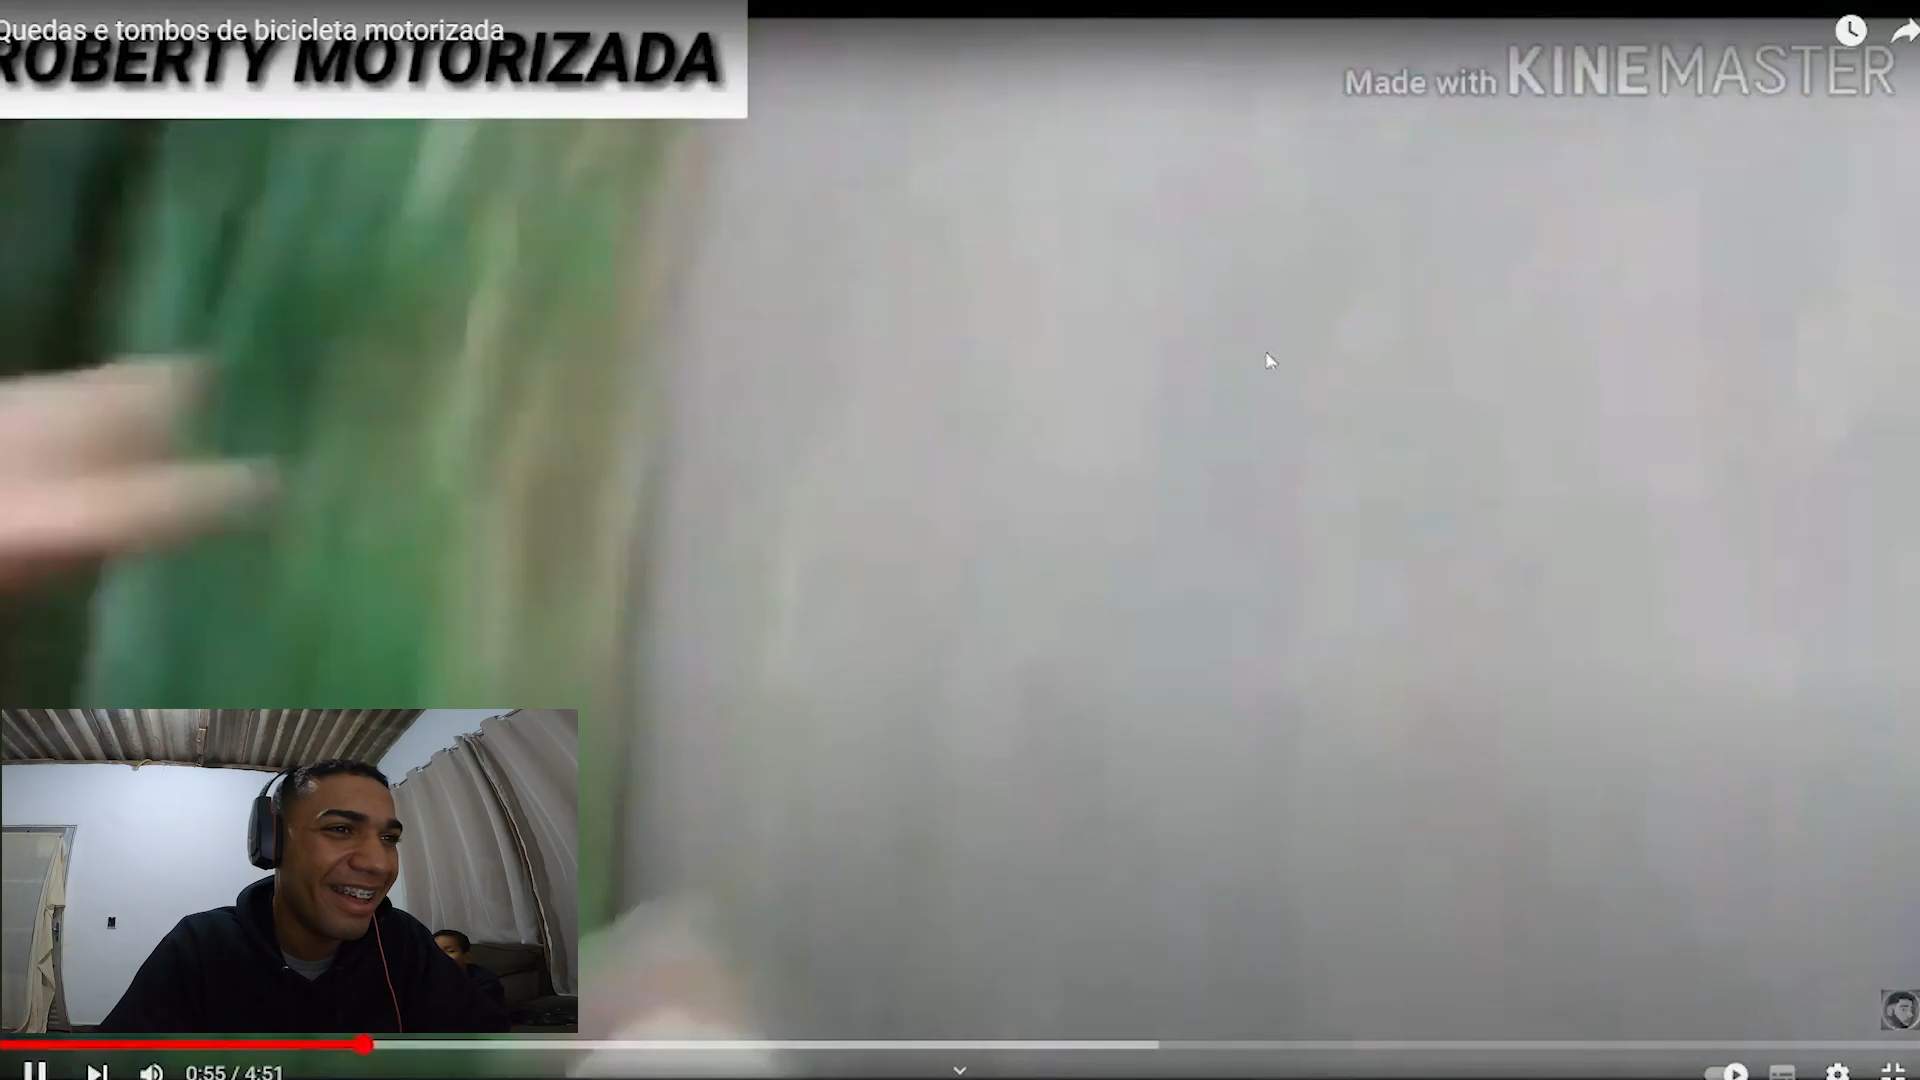 Quedas e tombos de bicicleta motorizada
ROBERTY MOTORIZADA
Made with KINEMASTER
0:55 / 4:51